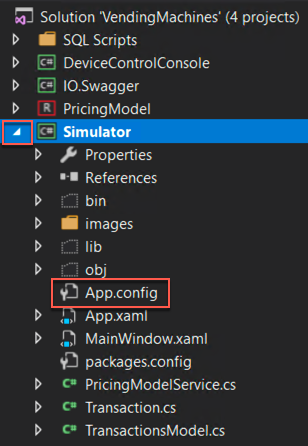 Solution 'VendingMachines' (4 projects)
SQL Scripts
C# DeviceControlConsole
C# IO.Swagger
R PricingModel
C# Simulator
Properties
References
bin
images
lib
obj
App.config
App.xaml
MainWindow.xaml
packages.config
C# PricingModelService.cs
C# Transaction.cs
C# TransactionsModel.cs